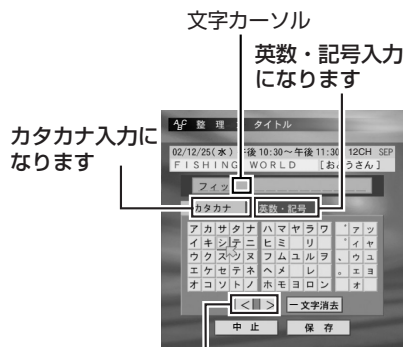 文字カーソル
英数・記号入力
になります
カタカナ入力に
なります
整理 タイトル
02/12/25(水) 午後10:30～午後11:30 12CH SEP
FISHING WORLD [おとうさん]
フィッ
カタカナ 英数・記号
アカサタナハマヤラワ゛ァッ
イキシチニヒミ リ ゜ィャ
ウクスツヌフムユルヲ、ゥュ
エケセテネヘメ レ 。ェョ
オコソトノホモヨロン ォ
＜ ＞ 一文字消去
中止 保存